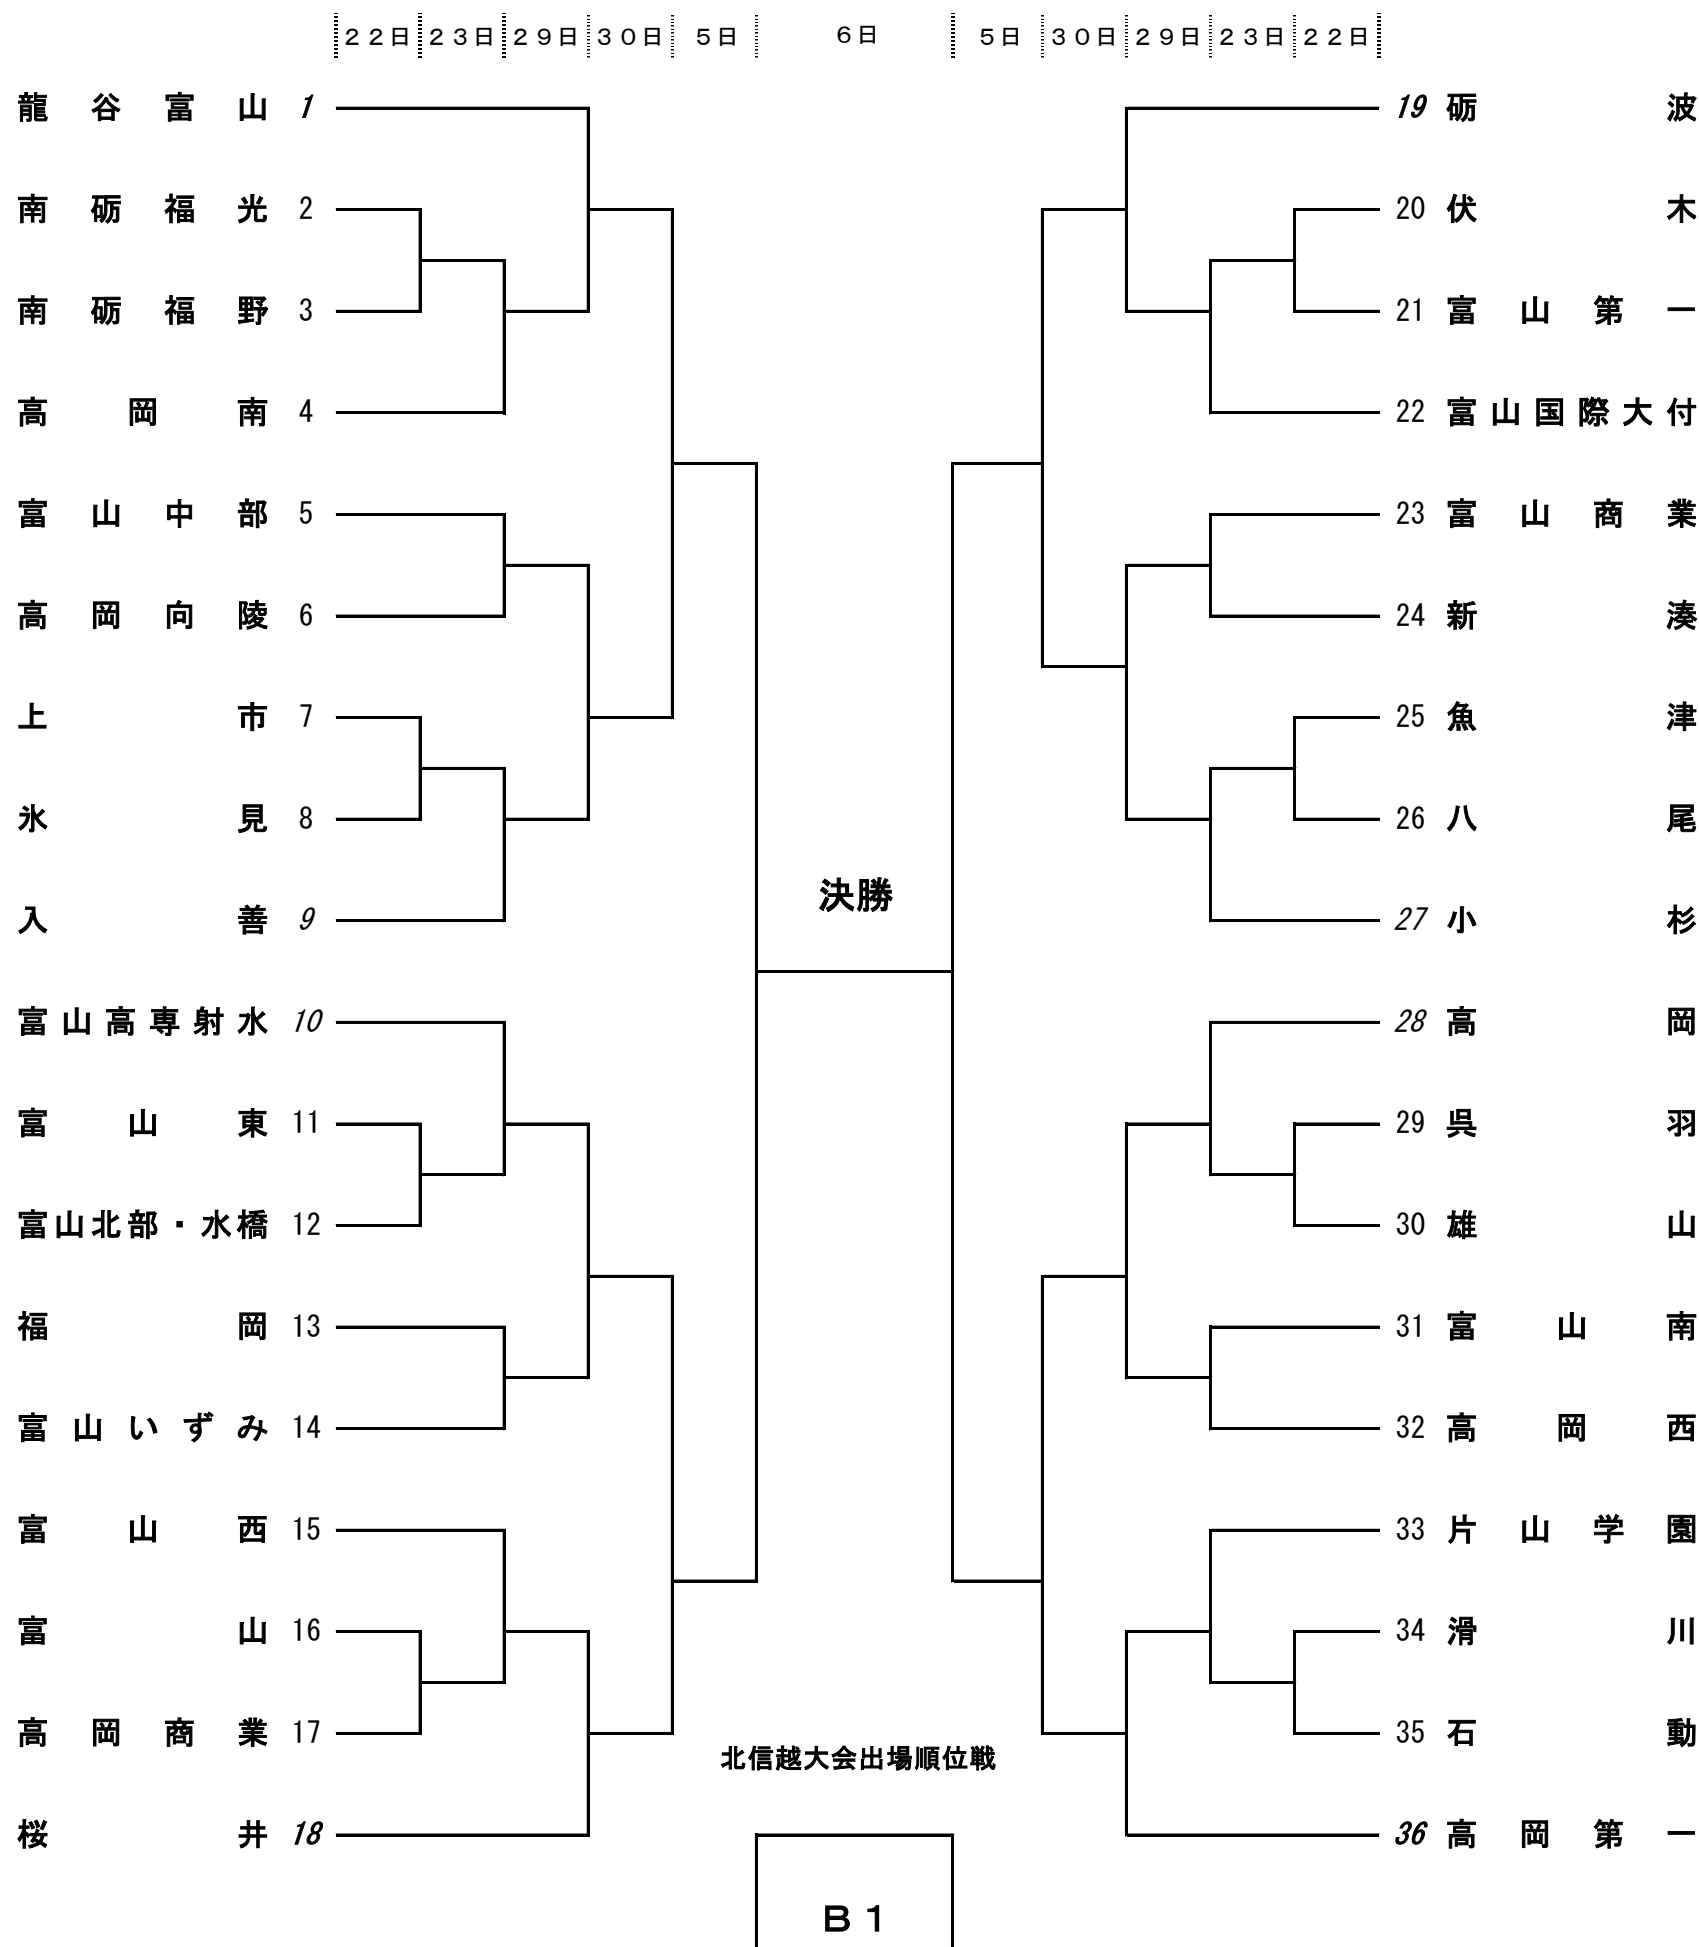 ２２日 ２３日 ２９日 ３０日 ５日 ６日 ５日 ３０日 ２９日 ２３日 ２２日
龍谷富山 1 19 砺波
南砺福光 2 20 伏木
南砺福野 3 21 富山第一
高岡南 4 22 富山国際大付
富山中部 5 23 富山商業
高岡向陵 6 24 新湊
上市 7 25 魚津
氷見 8 26 八尾
決勝
入善 9 27 小杉
富山高専射水 10 28 高岡
富山東 11 29 呉羽
富山北部・水橋 12 30 雄山
福岡 13 31 富山南
富山いずみ 14 32 高岡西
富山西 15 33 片山学園
富山 16 34 滑川
高岡商業 17 35 石動
北信越大会出場順位戦
桜井 18 36 高岡第一
Ｂ１